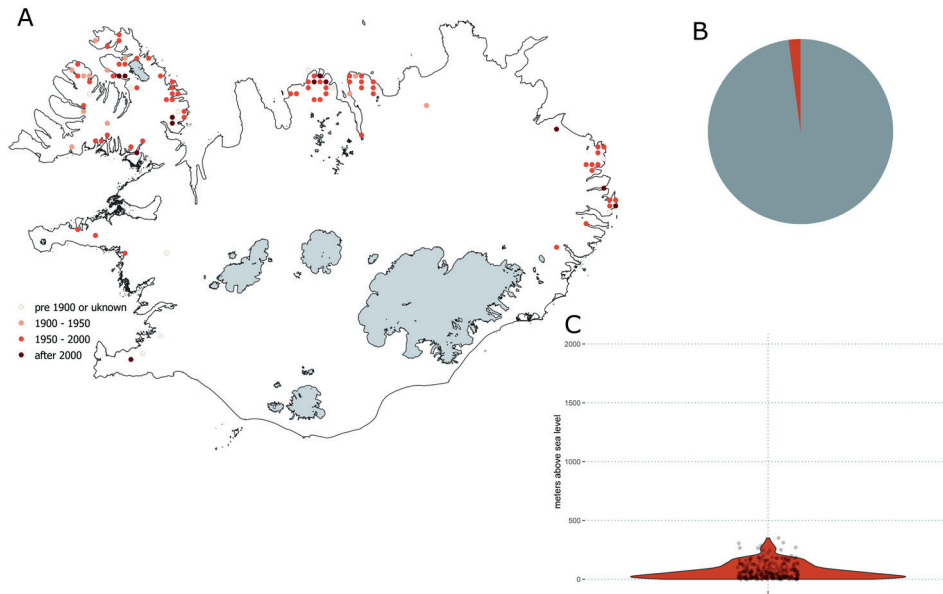 A
B
pre 1900 or uknown
1900 - 1950
1950 - 2000
after 2000
C
meters above sea level
2000
1500
1000
500
0